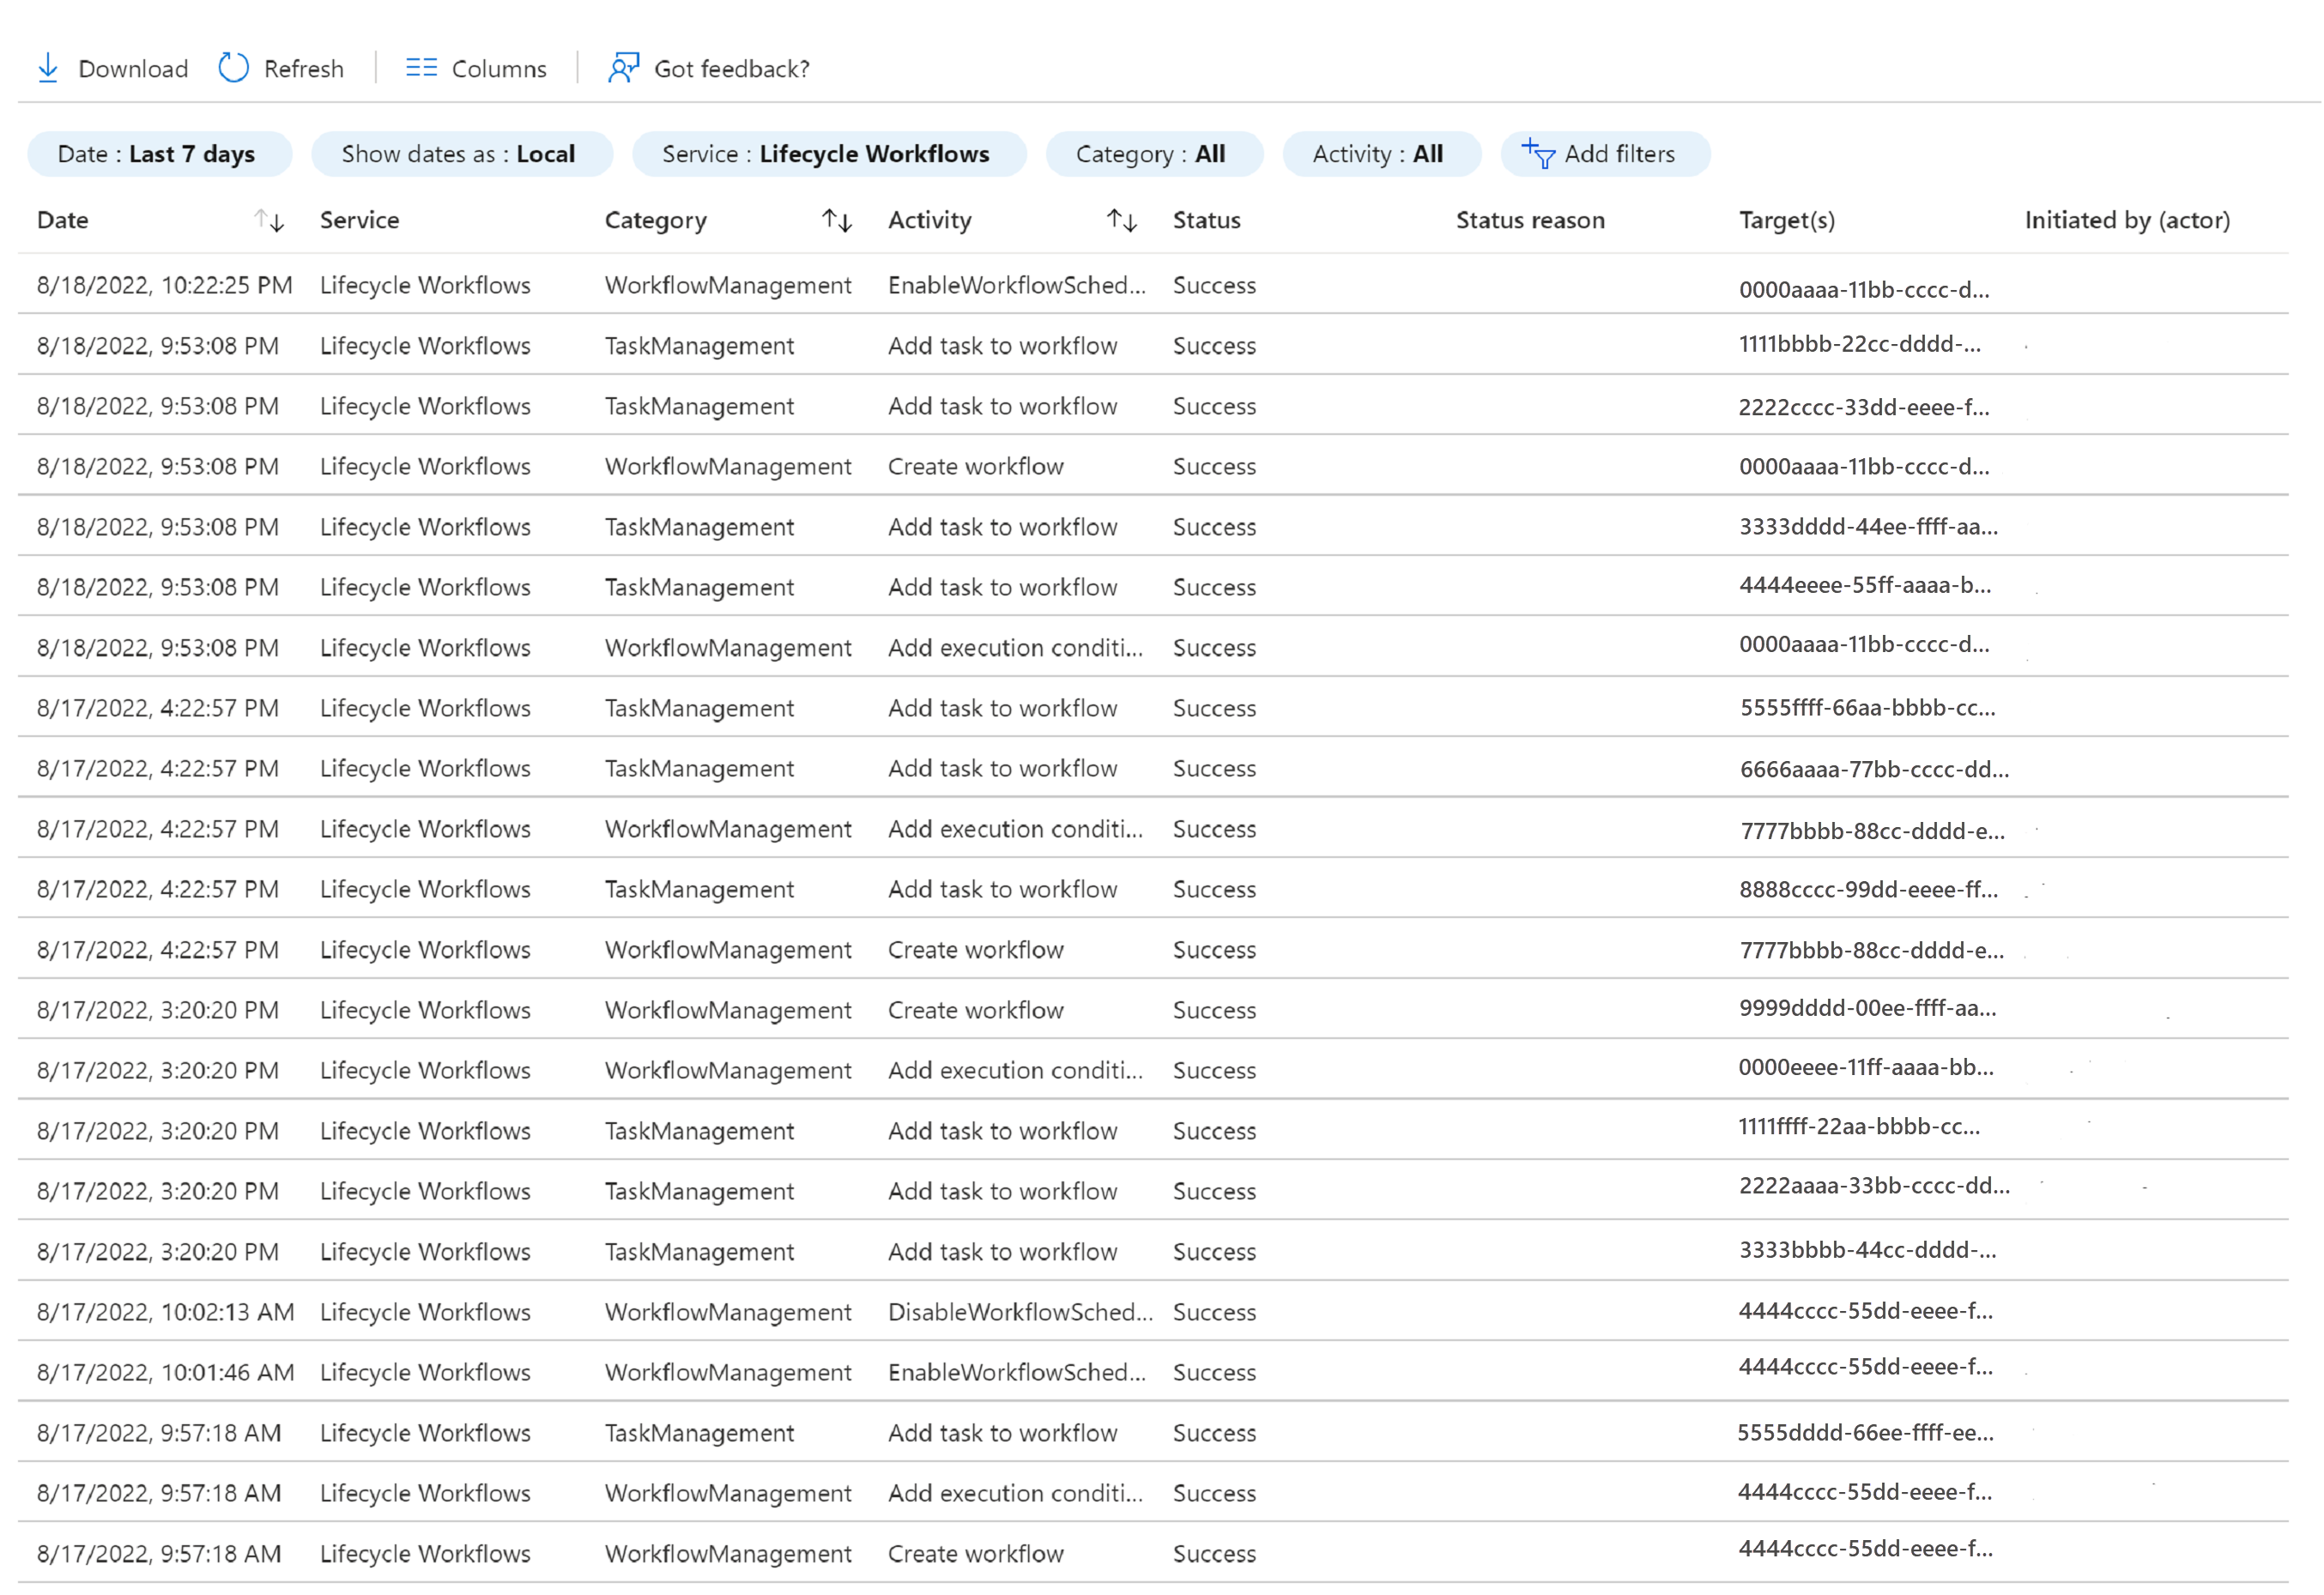 Download Refresh Columns Got feedback?
Date : Last 7 days Show dates as : Local Service : Lifecycle Workflows Category : All Activity : All Add filters
Date Service Category Activity Status Status reason Target(s) Initiated by (actor)
8/18/2022, 10:22:25 PM Lifecycle Workflows WorkflowManagement EnableWorkflowSched... Success 0000aaaa-11bb-cccc-d...
8/18/2022, 9:53:08 PM Lifecycle Workflows TaskManagement Add task to workflow Success 1111bbbb-22cc-dddd-...
8/18/2022, 9:53:08 PM Lifecycle Workflows TaskManagement Add task to workflow Success 2222cccc-33dd-eeee-f...
8/18/2022, 9:53:08 PM Lifecycle Workflows WorkflowManagement Create workflow Success 0000aaaa-11bb-cccc-d...
8/18/2022, 9:53:08 PM Lifecycle Workflows TaskManagement Add task to workflow Success 3333dddd-44ee-ffff-aa...
8/18/2022, 9:53:08 PM Lifecycle Workflows TaskManagement Add task to workflow Success 4444eeee-55ff-aaaa-b...
8/18/2022, 9:53:08 PM Lifecycle Workflows WorkflowManagement Add execution conditi... Success 0000aaaa-11bb-cccc-d...
8/17/2022, 4:22:57 PM Lifecycle Workflows TaskManagement Add task to workflow Success 5555ffff-66aa-bbbb-cc...
8/17/2022, 4:22:57 PM Lifecycle Workflows TaskManagement Add task to workflow Success 6666aaaa-77bb-cccc-dd...
8/17/2022, 4:22:57 PM Lifecycle Workflows WorkflowManagement Add execution conditi... Success 7777bbbb-88cc-dddd-e...
8/17/2022, 4:22:57 PM Lifecycle Workflows TaskManagement Add task to workflow Success 8888cccc-99dd-eeee-ff...
8/17/2022, 4:22:57 PM Lifecycle Workflows WorkflowManagement Create workflow Success 7777bbbb-88cc-dddd-e...
8/17/2022, 3:20:20 PM Lifecycle Workflows WorkflowManagement Create workflow Success 9999dddd-00ee-ffff-aa...
8/17/2022, 3:20:20 PM Lifecycle Workflows WorkflowManagement Add execution conditi... Success 0000eeee-11ff-aaaa-bb...
8/17/2022, 3:20:20 PM Lifecycle Workflows TaskManagement Add task to workflow Success 1111ffff-22aa-bbbb-cc...
8/17/2022, 3:20:20 PM Lifecycle Workflows TaskManagement Add task to workflow Success 2222aaaa-33bb-cccc-dd...
8/17/2022, 3:20:20 PM Lifecycle Workflows TaskManagement Add task to workflow Success 3333bbbb-44cc-dddd-...
8/17/2022, 10:02:13 AM Lifecycle Workflows WorkflowManagement DisableWorkflowSched... Success 4444cccc-55dd-eeee-f...
8/17/2022, 10:01:46 AM Lifecycle Workflows WorkflowManagement EnableWorkflowSched... Success 4444cccc-55dd-eeee-f...
8/17/2022, 9:57:18 AM Lifecycle Workflows TaskManagement Add task to workflow Success 5555dddd-66ee-ffff-ee...
8/17/2022, 9:57:18 AM Lifecycle Workflows WorkflowManagement Add execution conditi... Success 4444cccc-55dd-eeee-f...
8/17/2022, 9:57:18 AM Lifecycle Workflows WorkflowManagement Create workflow Success 4444cccc-55dd-eeee-f...